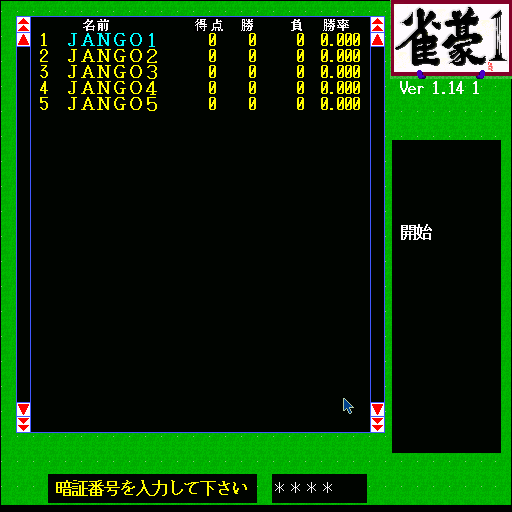 名前 得点 勝 負 勝率
1 JANGO1 0 0 0 0.000
2 JANGO2 0 0 0 0.000
3 JANGO3 0 0 0 0.000
4 JANGO4 0 0 0 0.000
5 JANGO5 0 0 0 0.000
雀豪1
Ver 1.14 1
開始
暗証番号を入力して下さい ****